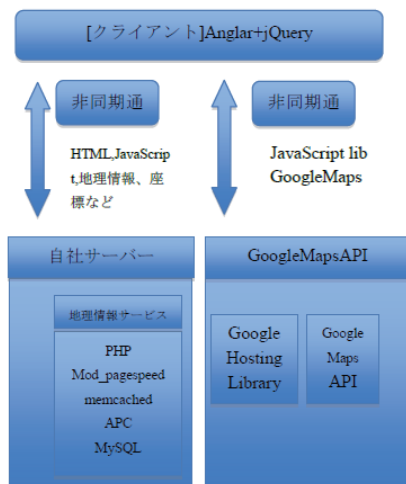 [クライアント]Anglar+jQuery
非同期通
非同期通
HTML,JavaScrip
t,地理情報、座
標など
JavaScript lib
GoogleMaps
自社サーバー
GoogleMapsAPI
地理情報サービス
PHP
Mod_pagespeed
memcached
APC
MySQL
Google
Hosting
Library
Google
Maps
API